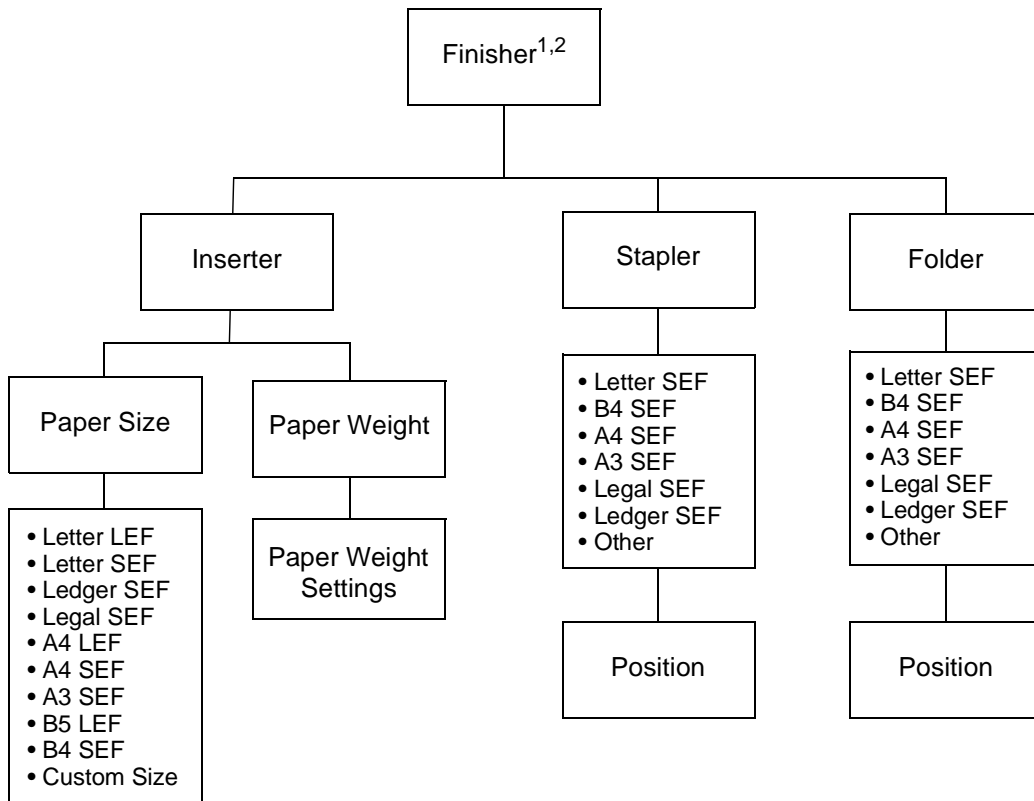 Finisher1,2
Inserter
Stapler
Folder
Paper Size
Paper Weight
• Letter SEF
• B4 SEF
• A4 SEF
• A3 SEF
• Legal SEF
• Ledger SEF
• Other
• Letter SEF
• B4 SEF
• A4 SEF
• A3 SEF
• Legal SEF
• Ledger SEF
• Other
• Letter LEF
• Letter SEF
• Ledger SEF
• Legal SEF
• A4 LEF
• A4 SEF
• A3 SEF
• B5 LEF
• B4 SEF
• Custom Size
Paper Weight
Settings
Position
Position